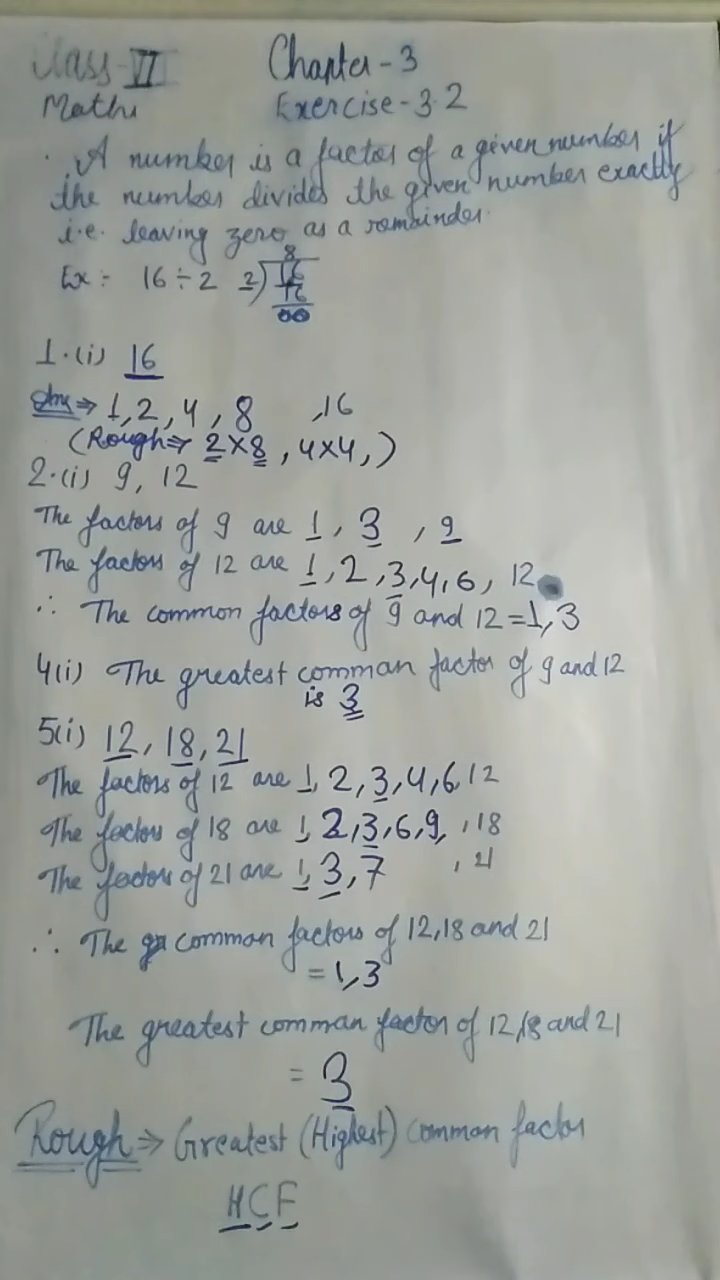 Class-VI Chapter-3
Maths Exercise-3.2
. A number is a factor of a given number if
the number divides the given number exactly
i.e. leaving zero as a remainder.
8
Ex:- 16÷2 2)16
16
00
1.(i) 16
Ans⇒ 1,2,4,8 ,16
(Rough⇒ 2×8, 4×4,)
2.(i) 9, 12
The factors of 9 are 1, 3 , 9
The factors of 12 are 1,2,3,4,6, 12
∴ The common factors of 9 and 12=1,3
4(i) The greatest comman factor of 9 and 12
is 3
5(i) 12, 18, 21
The factors of 12 are 1, 2,3,4,6,12
The factors of 18 are 1, 2,3,6,9, ,18
The factors of 21 are 1, 3,7 , 21
∴ The common factors of 12,18 and 21
=1,3
The greatest comman factor of 12,18 and 21
= 3
Rough⇒ Greatest (Highest) common factor
HCF